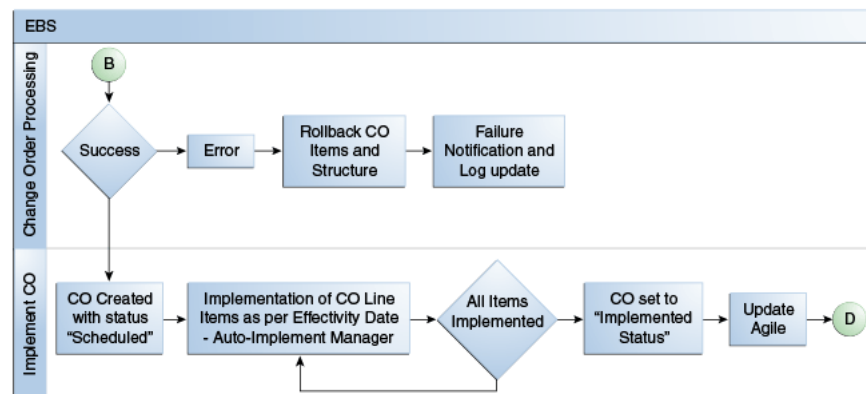 EBS
Change Order Processing
B
Success
Error
Rollback CO
Items and
Structure
Failure
Notification and
Log update
Implement CO
CO Created
with status
“Scheduled”
Implementation of CO Line
Items as per Effectivity Date
- Auto-Implement Manager
All Items
Implemented
CO set to
“Implemented
Status”
Update
Agile
D